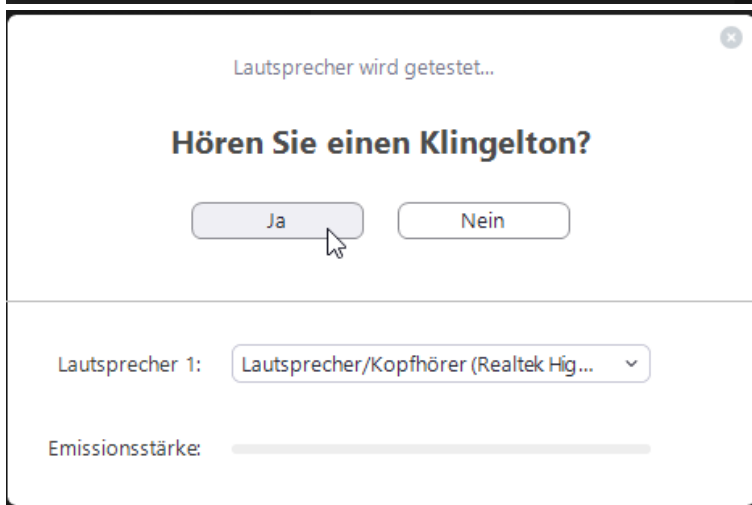 Lautsprecher wird getestet...
Hören Sie einen Klingelton?
Ja Nein
Lautsprecher 1: Lautsprecher/Kopfhörer (Realtek Hig...
Emissionsstärke: